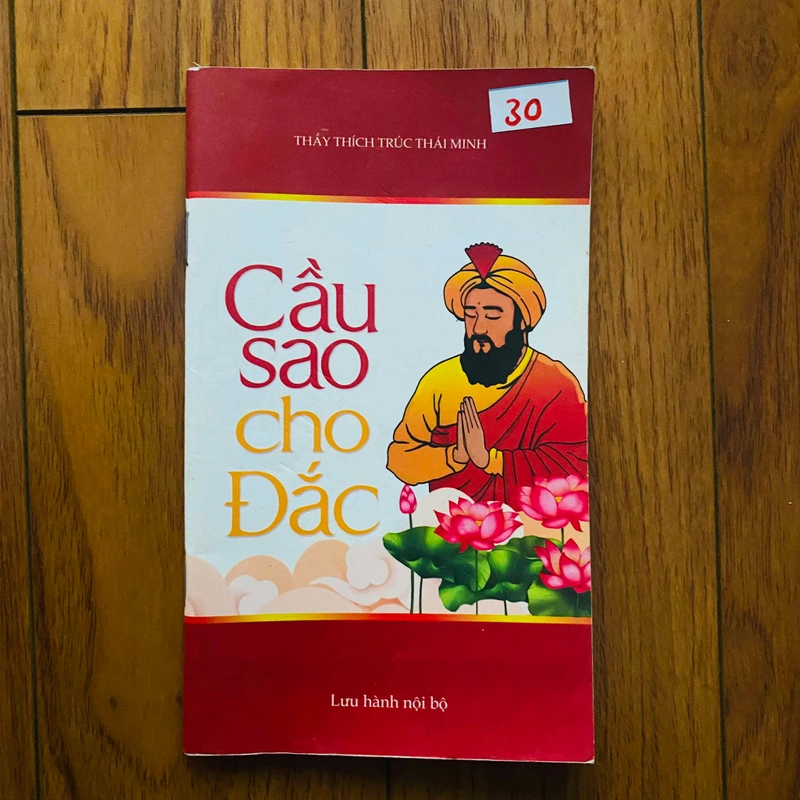 30
THẦY THÍCH TRÚC THÁI MINH
Cầu
sao
cho
Đắc
Lưu hành nội bộ